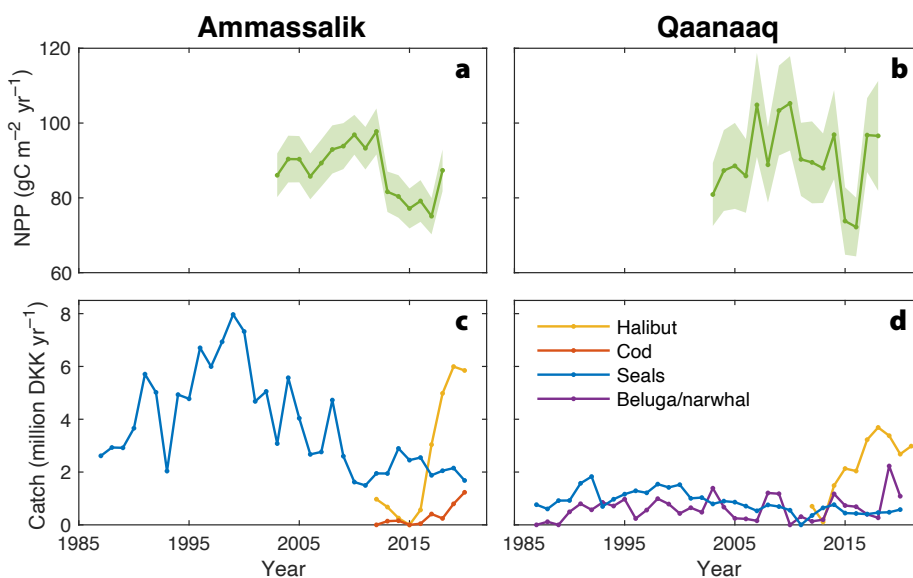 Ammassalik
Qaanaaq
a
b
120
100
80
60
NPP (gC m⁻² yr⁻¹)
c
d
8
6
4
2
0
Catch (million DKK yr⁻¹)
Halibut
Cod
Seals
Beluga/narwhal
1985 1995 2005 2015
1985 1995 2005 2015
Year
Year